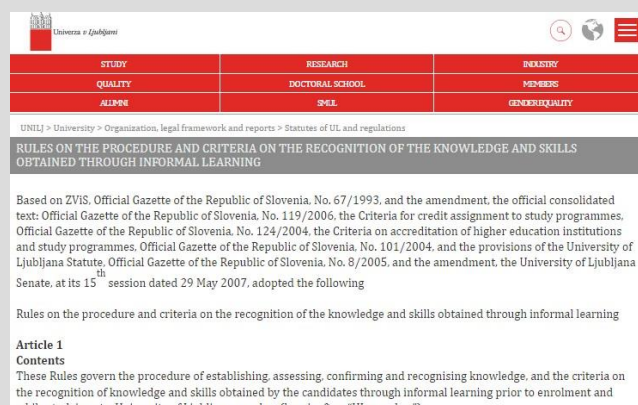 Univerza v Ljubljani
STUDY RESEARCH INDUSTRY
QUALITY DOCTORAL SCHOOL MEMBERS
ALUMNI SMUL GENDER EQUALITY
UNILJ > University > Organization, legal framework and reports > Statutes of UL and regulations
RULES ON THE PROCEDURE AND CRITERIA ON THE RECOGNITION OF THE KNOWLEDGE AND SKILLS
OBTAINED THROUGH INFORMAL LEARNING
Based on ZViS, Official Gazette of the Republic of Slovenia, No. 67/1993, and the amendment, the official consolidated
text: Official Gazette of the Republic of Slovenia, No. 119/2006, the Criteria for credit assignment to study programmes,
Official Gazette of the Republic of Slovenia, No. 124/2004, the Criteria on accreditation of higher education institutions
and study programmes, Official Gazette of the Republic of Slovenia, No. 101/2004, and the provisions of the University of
Ljubljana Statute, Official Gazette of the Republic of Slovenia, No. 8/2005, and the amendment, the University of Ljubljana
Senate, at its 15th session dated 29 May 2007, adopted the following
Rules on the procedure and criteria on the recognition of the knowledge and skills obtained through informal learning
Article 1
Contents
These Rules govern the procedure of establishing, assessing, confirming and recognising knowledge, and the criteria on
the recognition of knowledge and skills obtained by the candidates through informal learning prior to enrolment and